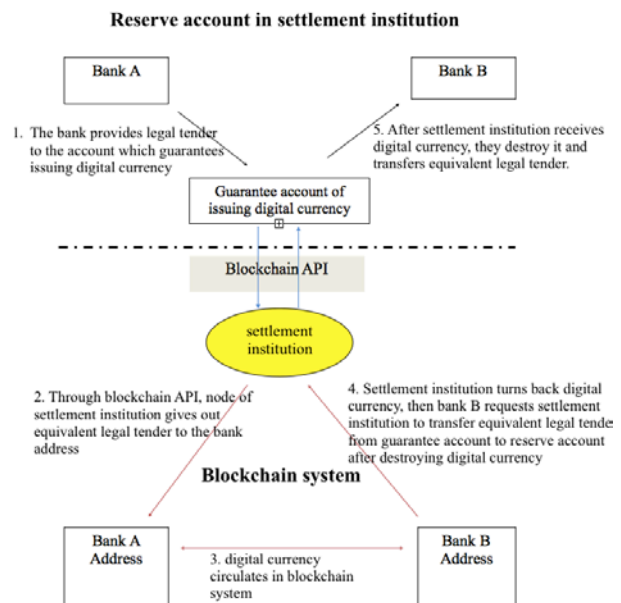 Reserve account in settlement institution
Bank A
Bank B
1. The bank provides legal tender
to the account which guarantees
issuing digital currency
5. After settlement institution receives
digital currency, they destroy it and
transfers equivalent legal tender.
Guarantee account of
issuing digital currency
Blockchain API
settlement
institution
2. Through blockchain API, node of
settlement institution gives out
equivalent legal tender to the bank
address
4. Settlement institution turns back digital
currency, then bank B requests settlement
institution to transfer equivalent legal tende
from guarantee account to reserve account
after destroying digital currency
Blockchain system
Bank A
Address
3. digital currency
circulates in blockchain
system
Bank B
Address